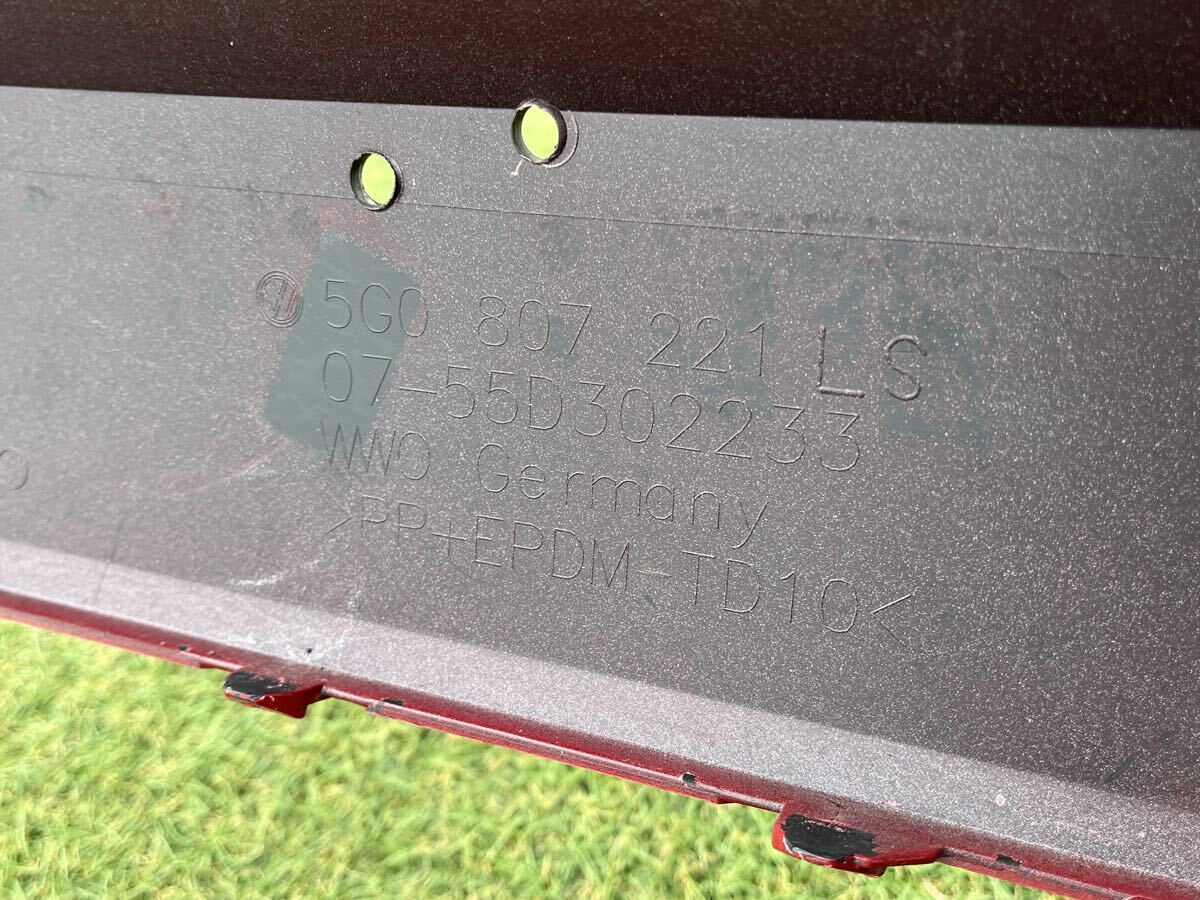 5G0 807 221 LS
07-55D302233
WWO Germany
>PP+EPDM-TD10<